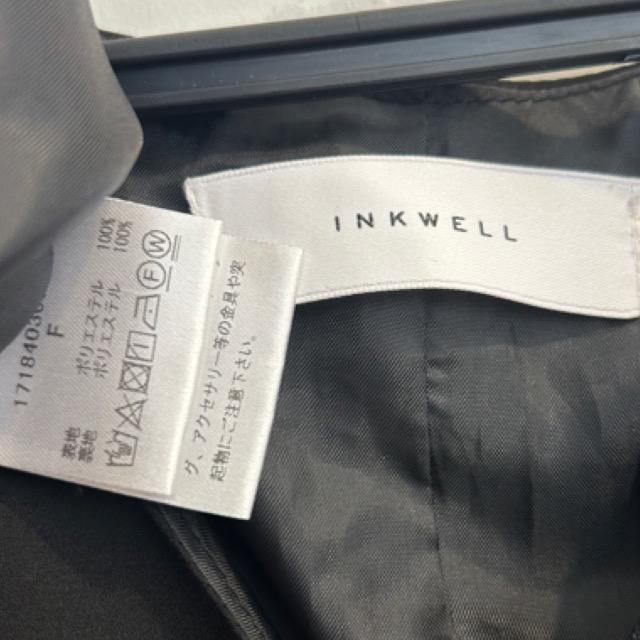 INKWELL
F
表地 ポリエステル 100%
裏地 ポリエステル 100%
グ、アクセサリー布の金具や突
起物にご注意下さい。